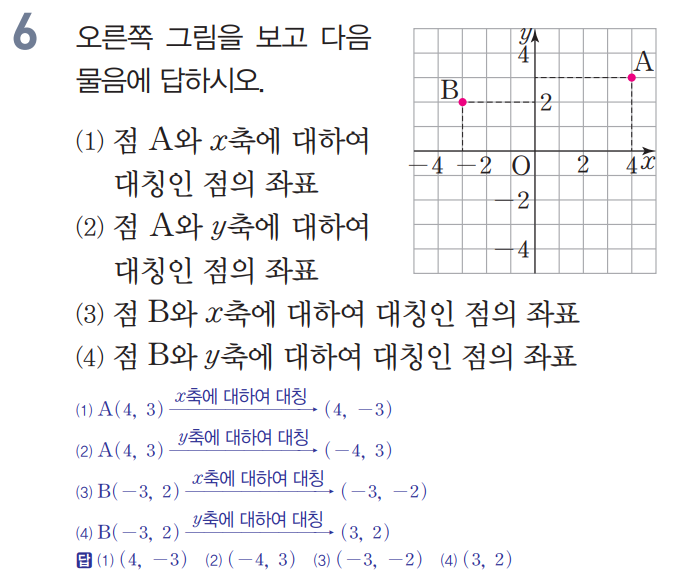 6 오른쪽 그림을 보고 다음
물음에 답하시오.
y
4
A
B
2
-4 -2 O 2 4 x
-2
-4
(1) 점 A와 x축에 대하여
대칭인 점의 좌표
(2) 점 A와 y축에 대하여
대칭인 점의 좌표
(3) 점 B와 x축에 대하여 대칭인 점의 좌표
(4) 점 B와 y축에 대하여 대칭인 점의 좌표
(1) A(4, 3) x축에 대하여 대칭 → (4, -3)
(2) A(4, 3) y축에 대하여 대칭 → (-4, 3)
(3) B(-3, 2) x축에 대하여 대칭 → (-3, -2)
(4) B(-3, 2) y축에 대하여 대칭 → (3, 2)
답 (1) (4, -3) (2) (-4, 3) (3) (-3, -2) (4) (3, 2)